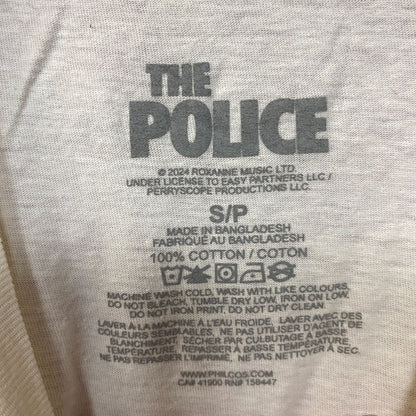 THE
POLICE
© 2024 ROXANNE MUSIC LTD.
UNDER LICENSE TO EASY PARTNERS LLC /
PERRYSCOPE PRODUCTIONS LLC.
S/P
MADE IN BANGLADESH
FABRIQUÉ AU BANGLADESH
100% COTTON / COTON
MACHINE WASH COLD, WASH WITH LIKE COLOURS,
DO NOT BLEACH, TUMBLE DRY LOW, IRON ON LOW,
DO NOT IRON PRINT, DO NOT DRY CLEAN.
LAVER À LA MACHINE À L'EAU FROIDE, LAVER AVEC DES
COULEURS SEMBLABLES, NE PAS UTILISER D'AGENT DE
BLANCHIMENT, SÉCHER PAR CULBUTAGE À BASSE
TEMPÉRATURE, REPASSER À BASSE TEMPÉRATURE,
NE PAS REPASSER L'IMPRIMÉ, NE PAS NETTOYER À SEC.
WWW.PHILCOS.COM
CA# 41900 RN# 158447